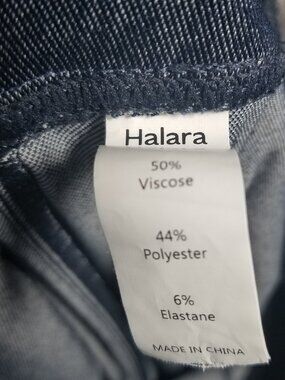 Halara
50%
Viscose
44%
Polyester
6%
Elastane
MADE IN CHINA